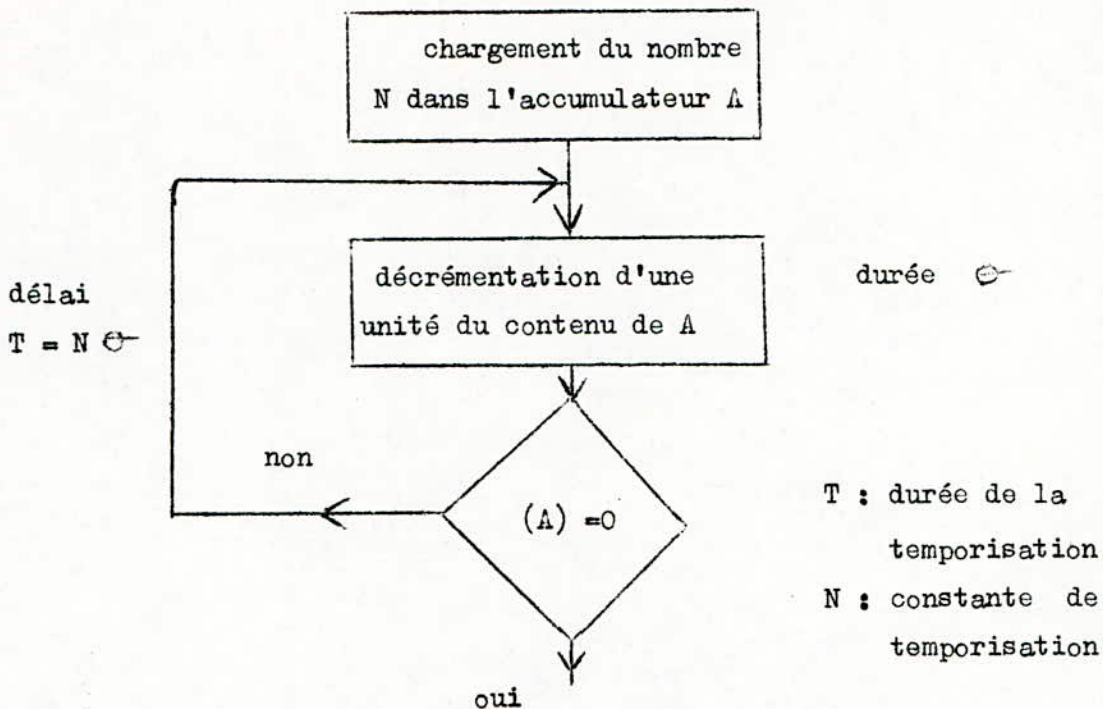 chargement du nombre
N dans l'accumulateur A
décrémentation d'une
unité du contenu de A
durée θ
délai
T = N θ
non
(A) =0
T : durée de la
temporisation
N : constante de
temporisation
oui